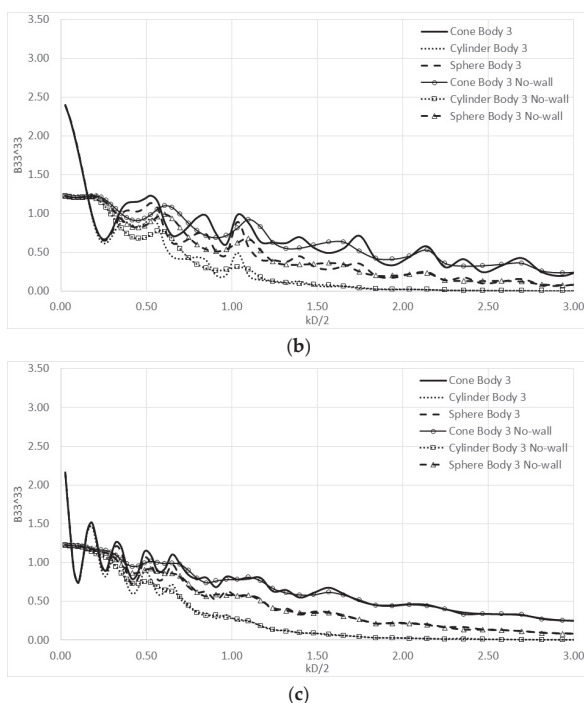 3.50
3.00
2.50
2.00
1.50
1.00
0.50
0.00
B33^33
Cone Body 3
Cylinder Body 3
Sphere Body 3
Cone Body 3 No-wall
Cylinder Body 3 No-wall
Sphere Body 3 No-wall
0.00 0.50 1.00 1.50 2.00 2.50 3.00
kD/2
(b)
3.50
3.00
2.50
2.00
1.50
1.00
0.50
0.00
B33^33
Cone Body 3
Cylinder Body 3
Sphere Body 3
Cone Body 3 No-wall
Cylinder Body 3 No-wall
Sphere Body 3 No-wall
0.00 0.50 1.00 1.50 2.00 2.50 3.00
kD/2
(c)